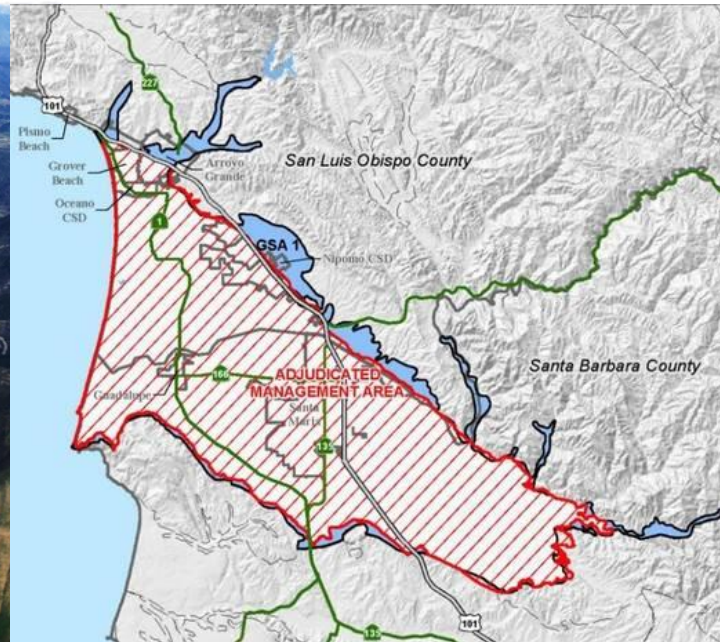 227
101
Pismo
Beach
San Luis Obispo County
Grover
Beach
Arroyo
Grande
Oceano
CSD
1
GSA 1
Nipomo CSD
Santa Barbara County
166
ADJUDICATED
MANAGEMENT AREA
Guadalupe
Santa
Maria
135
101
135